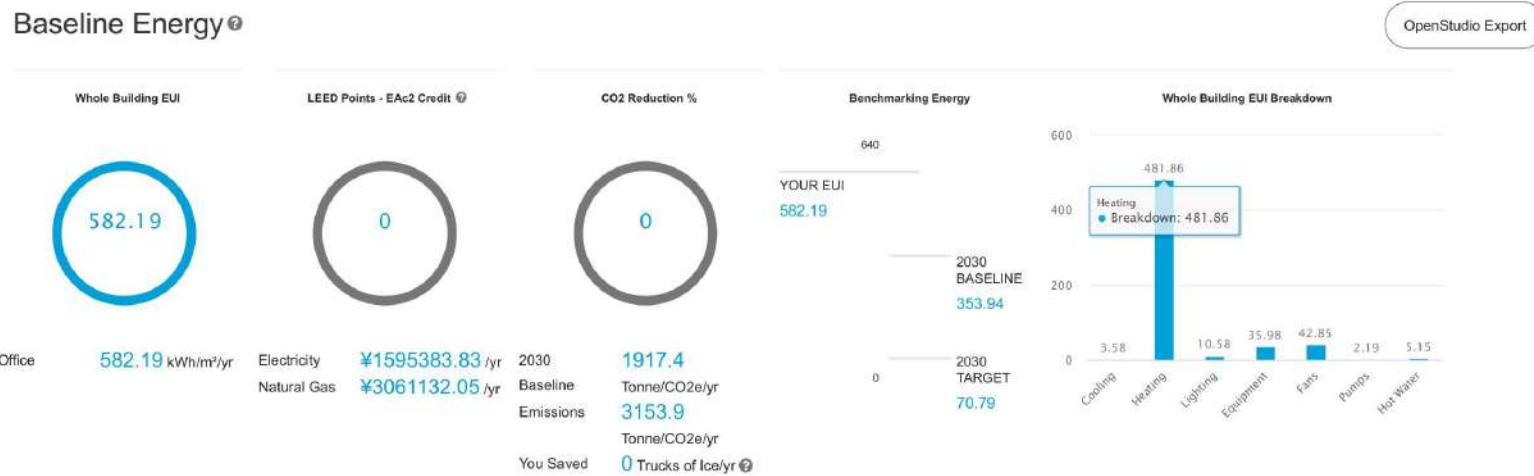 Baseline Energy
OpenStudio Export
Whole Building EUI
582.19
Office 582.19 kWh/m²/yr
LEED Points - EAc2 Credit
0
Electricity ¥1595383.83 /yr
Natural Gas ¥3061132.05 /yr
CO2 Reduction %
0
2030 1917.4
Baseline Tonne/CO2e/yr
Emissions 3153.9
Tonne/CO2e/yr
You Saved 0 Trucks of Ice/yr
Benchmarking Energy
640
YOUR EUI
582.19
2030
BASELINE
353.94
2030
TARGET
70.79
0
Whole Building EUI Breakdown
600
400
200
0
481.86
Heating
Breakdown: 481.86
3.58
10.58
35.98
42.85
2.19
5.15
Cooling
Heating
Lighting
Equipment
Fans
Pumps
Hot Water